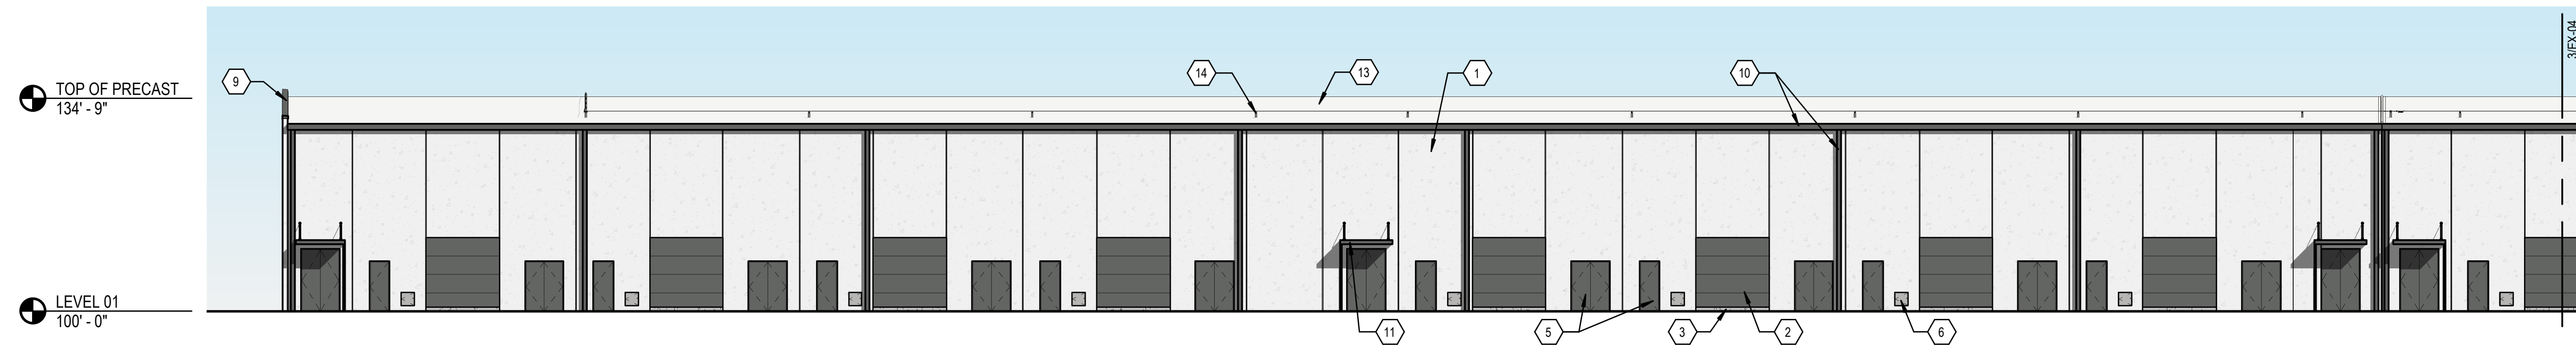 3/EX-04
9
14
13
1
10
TOP OF PRECAST
134' - 9"
LEVEL 01
100' - 0"
11
5
3
2
6